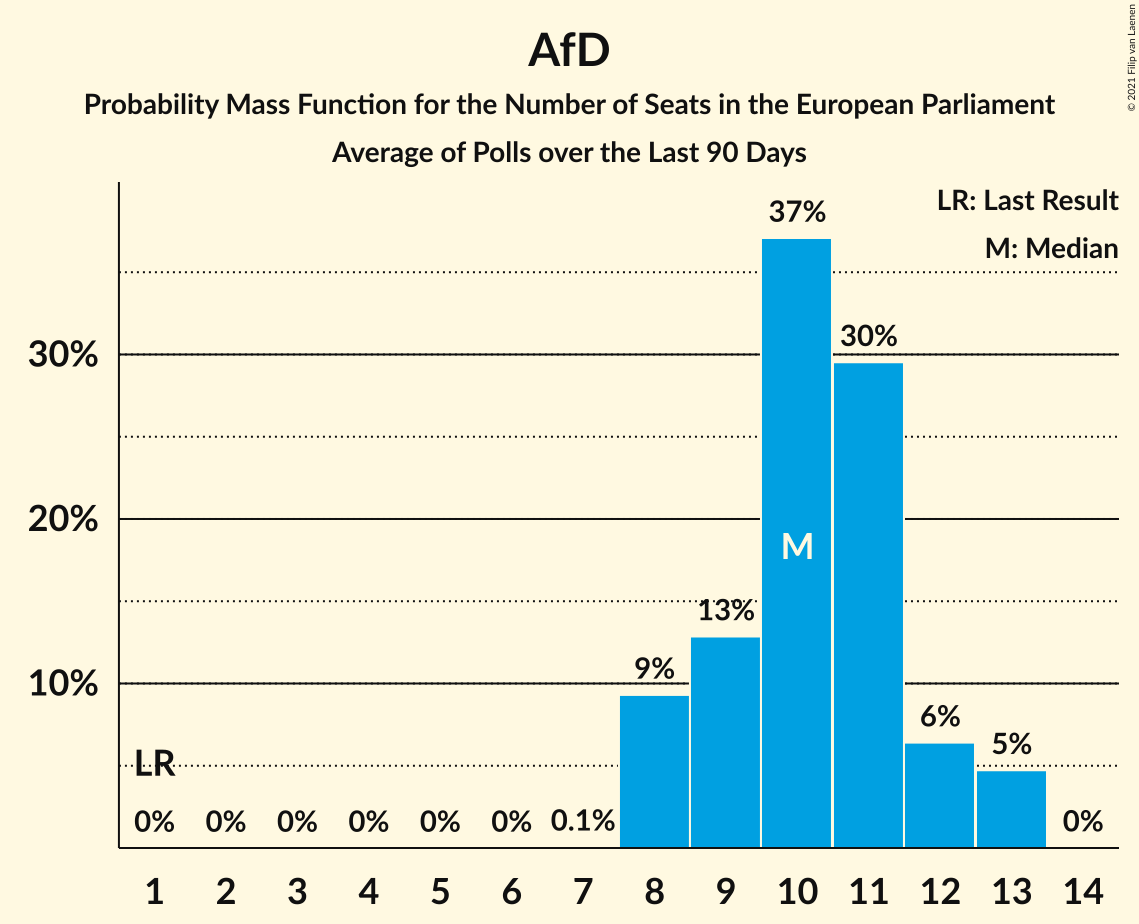 AfD
Probability Mass Function for the Number of Seats in the European Parliament
Average of Polls over the Last 90 Days
© 2021 Filip van Laenen
LR: Last Result
M: Median
37%
30%
30%
20%
M
13%
9%
10%
6%
5%
LR
0% 0% 0% 0% 0% 0% 0.1% 0%
1 2 3 4 5 6 7 8 9 10 11 12 13 14